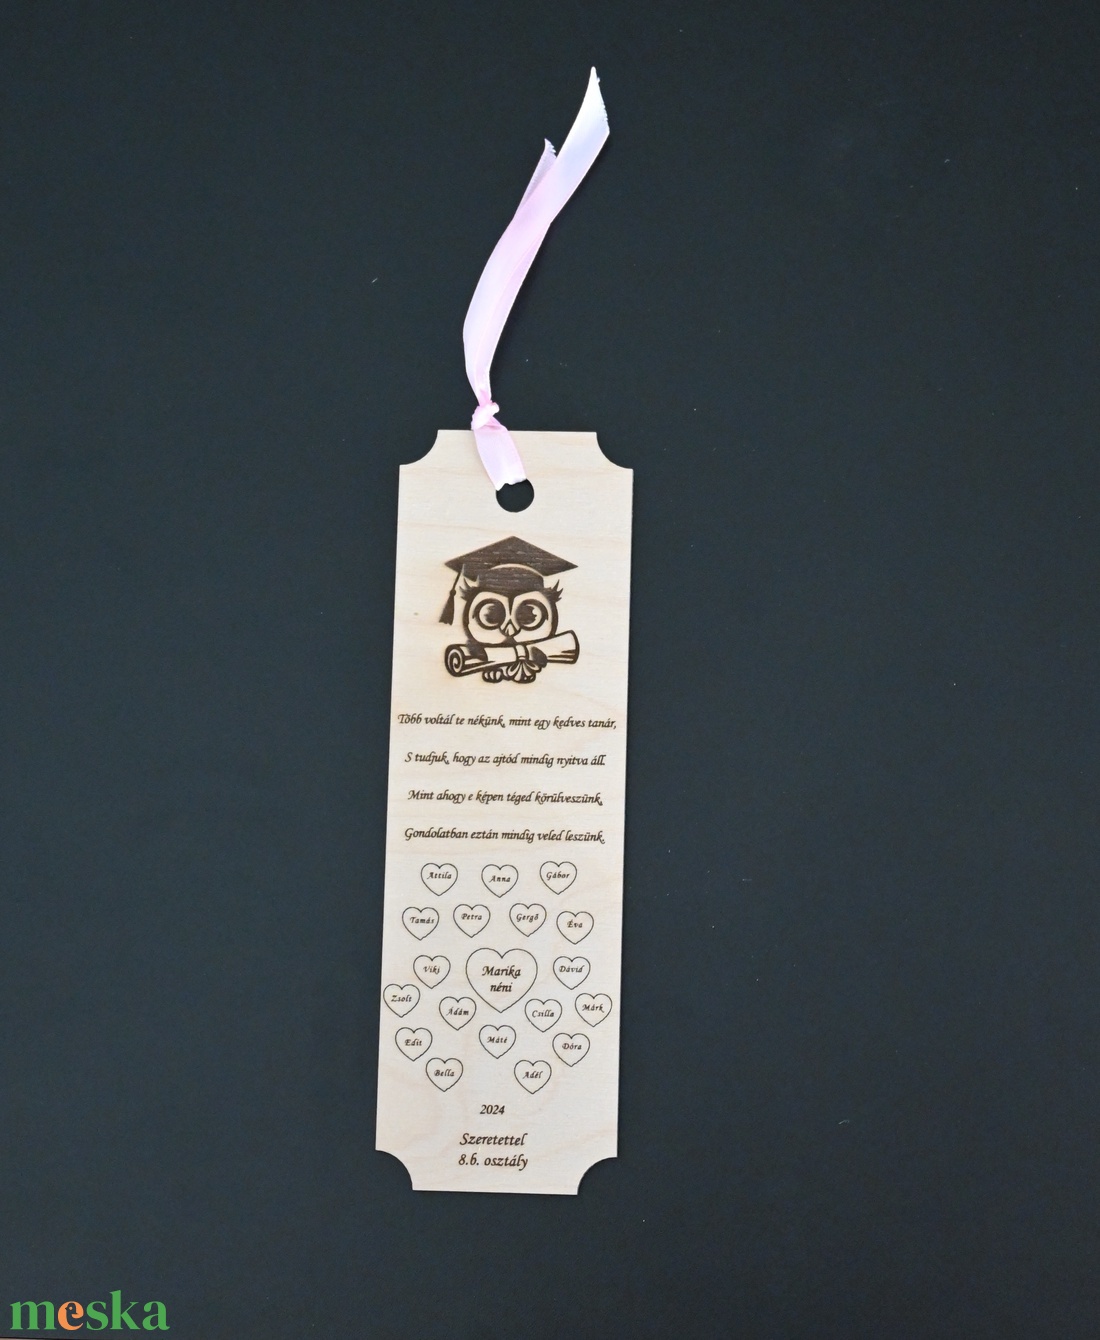 Több voltál te nékünk, mint egy kedves tanár,
S tudjuk, hogy az ajtód mindig nyitva áll.
Mint ahogy e képen téged körülveszünk,
Gondolatban eztán mindig veled leszünk.
Attila Anna Gábor
Tamás Petra Gergő Éva
Viki Marika néni Dávid
Zsolt Ádám Csilla Márk
Edit Máté Dóra
Bella Adél
2024
Szeretettel
8.b. osztály
meska